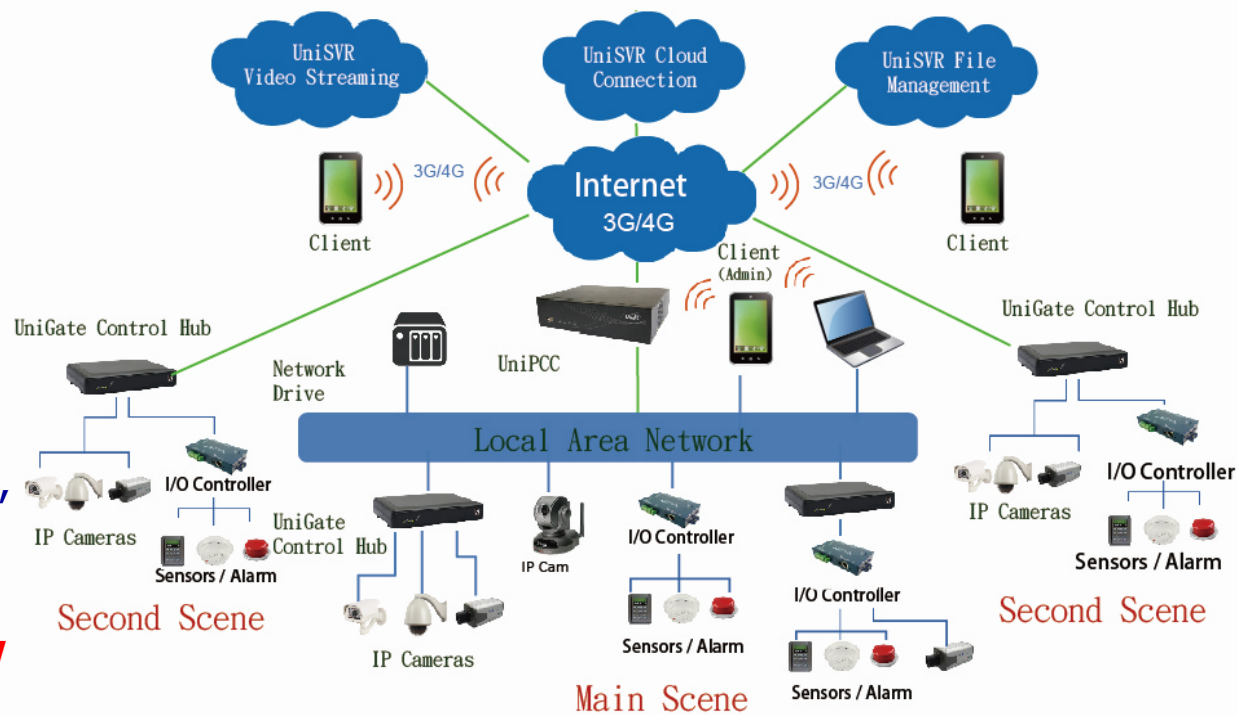 UniSVR
Video Streaming
UniSVR Cloud
Connection
UniSVR File
Management
3G/4G
Internet
3G/4G
3G/4G
Client
Client
(Admin)
Client
UniGate Control Hub
Network
Drive
UniPCC
UniGate Control Hub
Local Area Network
I/O Controller
IP Cameras
Sensors / Alarm
Second Scene
UniGate
Control Hub
IP Cameras
IP Cam
I/O Controller
Sensors / Alarm
Main Scene
I/O Controller
Sensors / Alarm
I/O Controller
IP Cameras
Sensors / Alarm
Second Scene